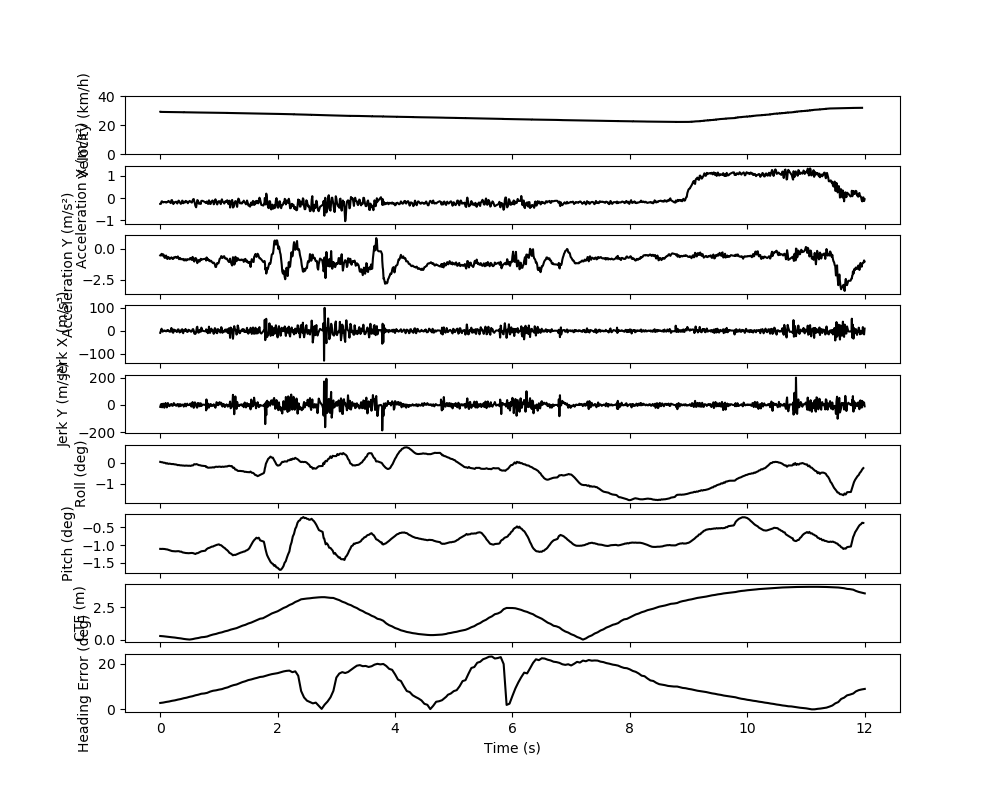 Velocity (km/h)
40
20
0
Acceleration X (m/s²)
1
0
−1
Acceleration Y (m/s²)
0.0
−2.5
Jerk X (m/s³)
100
0
−100
Jerk Y (m/s³)
200
0
−200
Roll (deg)
0
−1
Pitch (deg)
−0.5
−1.0
−1.5
CTE (m)
2.5
0.0
Heading Error (deg)
20
0
0 2 4 6 8 10 12
Time (s)